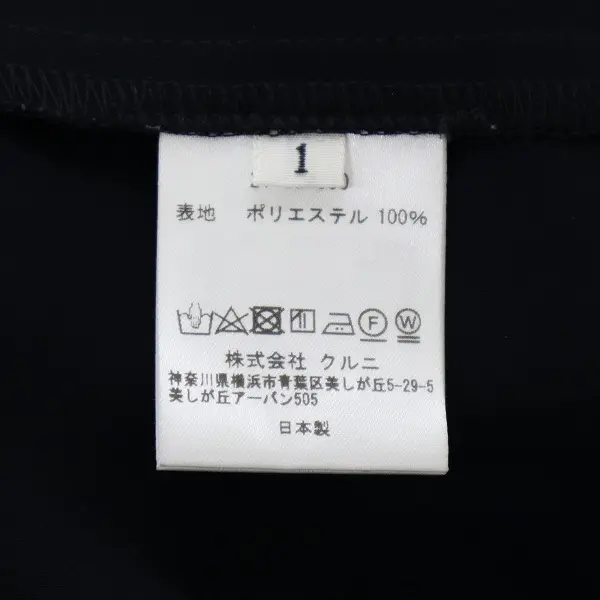 1
表地 ポリエステル 100%
F W
株式会社 クルニ
神奈川県横浜市青葉区美しが丘5-29-5
美しが丘アーバン505
日本製